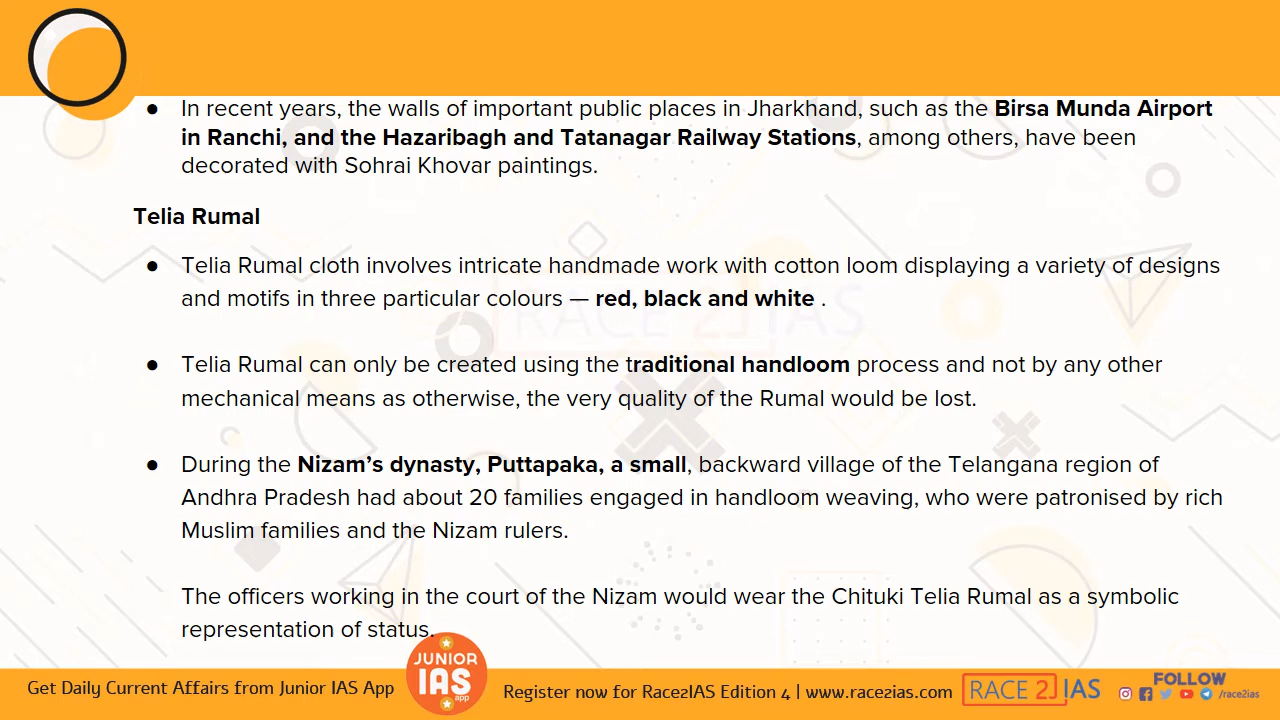 ● In recent years, the walls of important public places in Jharkhand, such as the Birsa Munda Airport
in Ranchi, and the Hazaribagh and Tatanagar Railway Stations, among others, have been
decorated with Sohrai Khovar paintings.
Telia Rumal
● Telia Rumal cloth involves intricate handmade work with cotton loom displaying a variety of designs
and motifs in three particular colours — red, black and white .
RACE 2 IAS
● Telia Rumal can only be created using the traditional handloom process and not by any other
mechanical means as otherwise, the very quality of the Rumal would be lost.
● During the Nizam’s dynasty, Puttapaka, a small, backward village of the Telangana region of
Andhra Pradesh had about 20 families engaged in handloom weaving, who were patronised by rich
Muslim families and the Nizam rulers.
The officers working in the court of the Nizam would wear the Chituki Telia Rumal as a symbolic
representation of status.
Get Daily Current Affairs from Junior IAS App
JUNIOR
IAS
app
Register now for Race2IAS Edition 4 | www.race2ias.com
RACE 2 IAS
FOLLOW
/race2ias